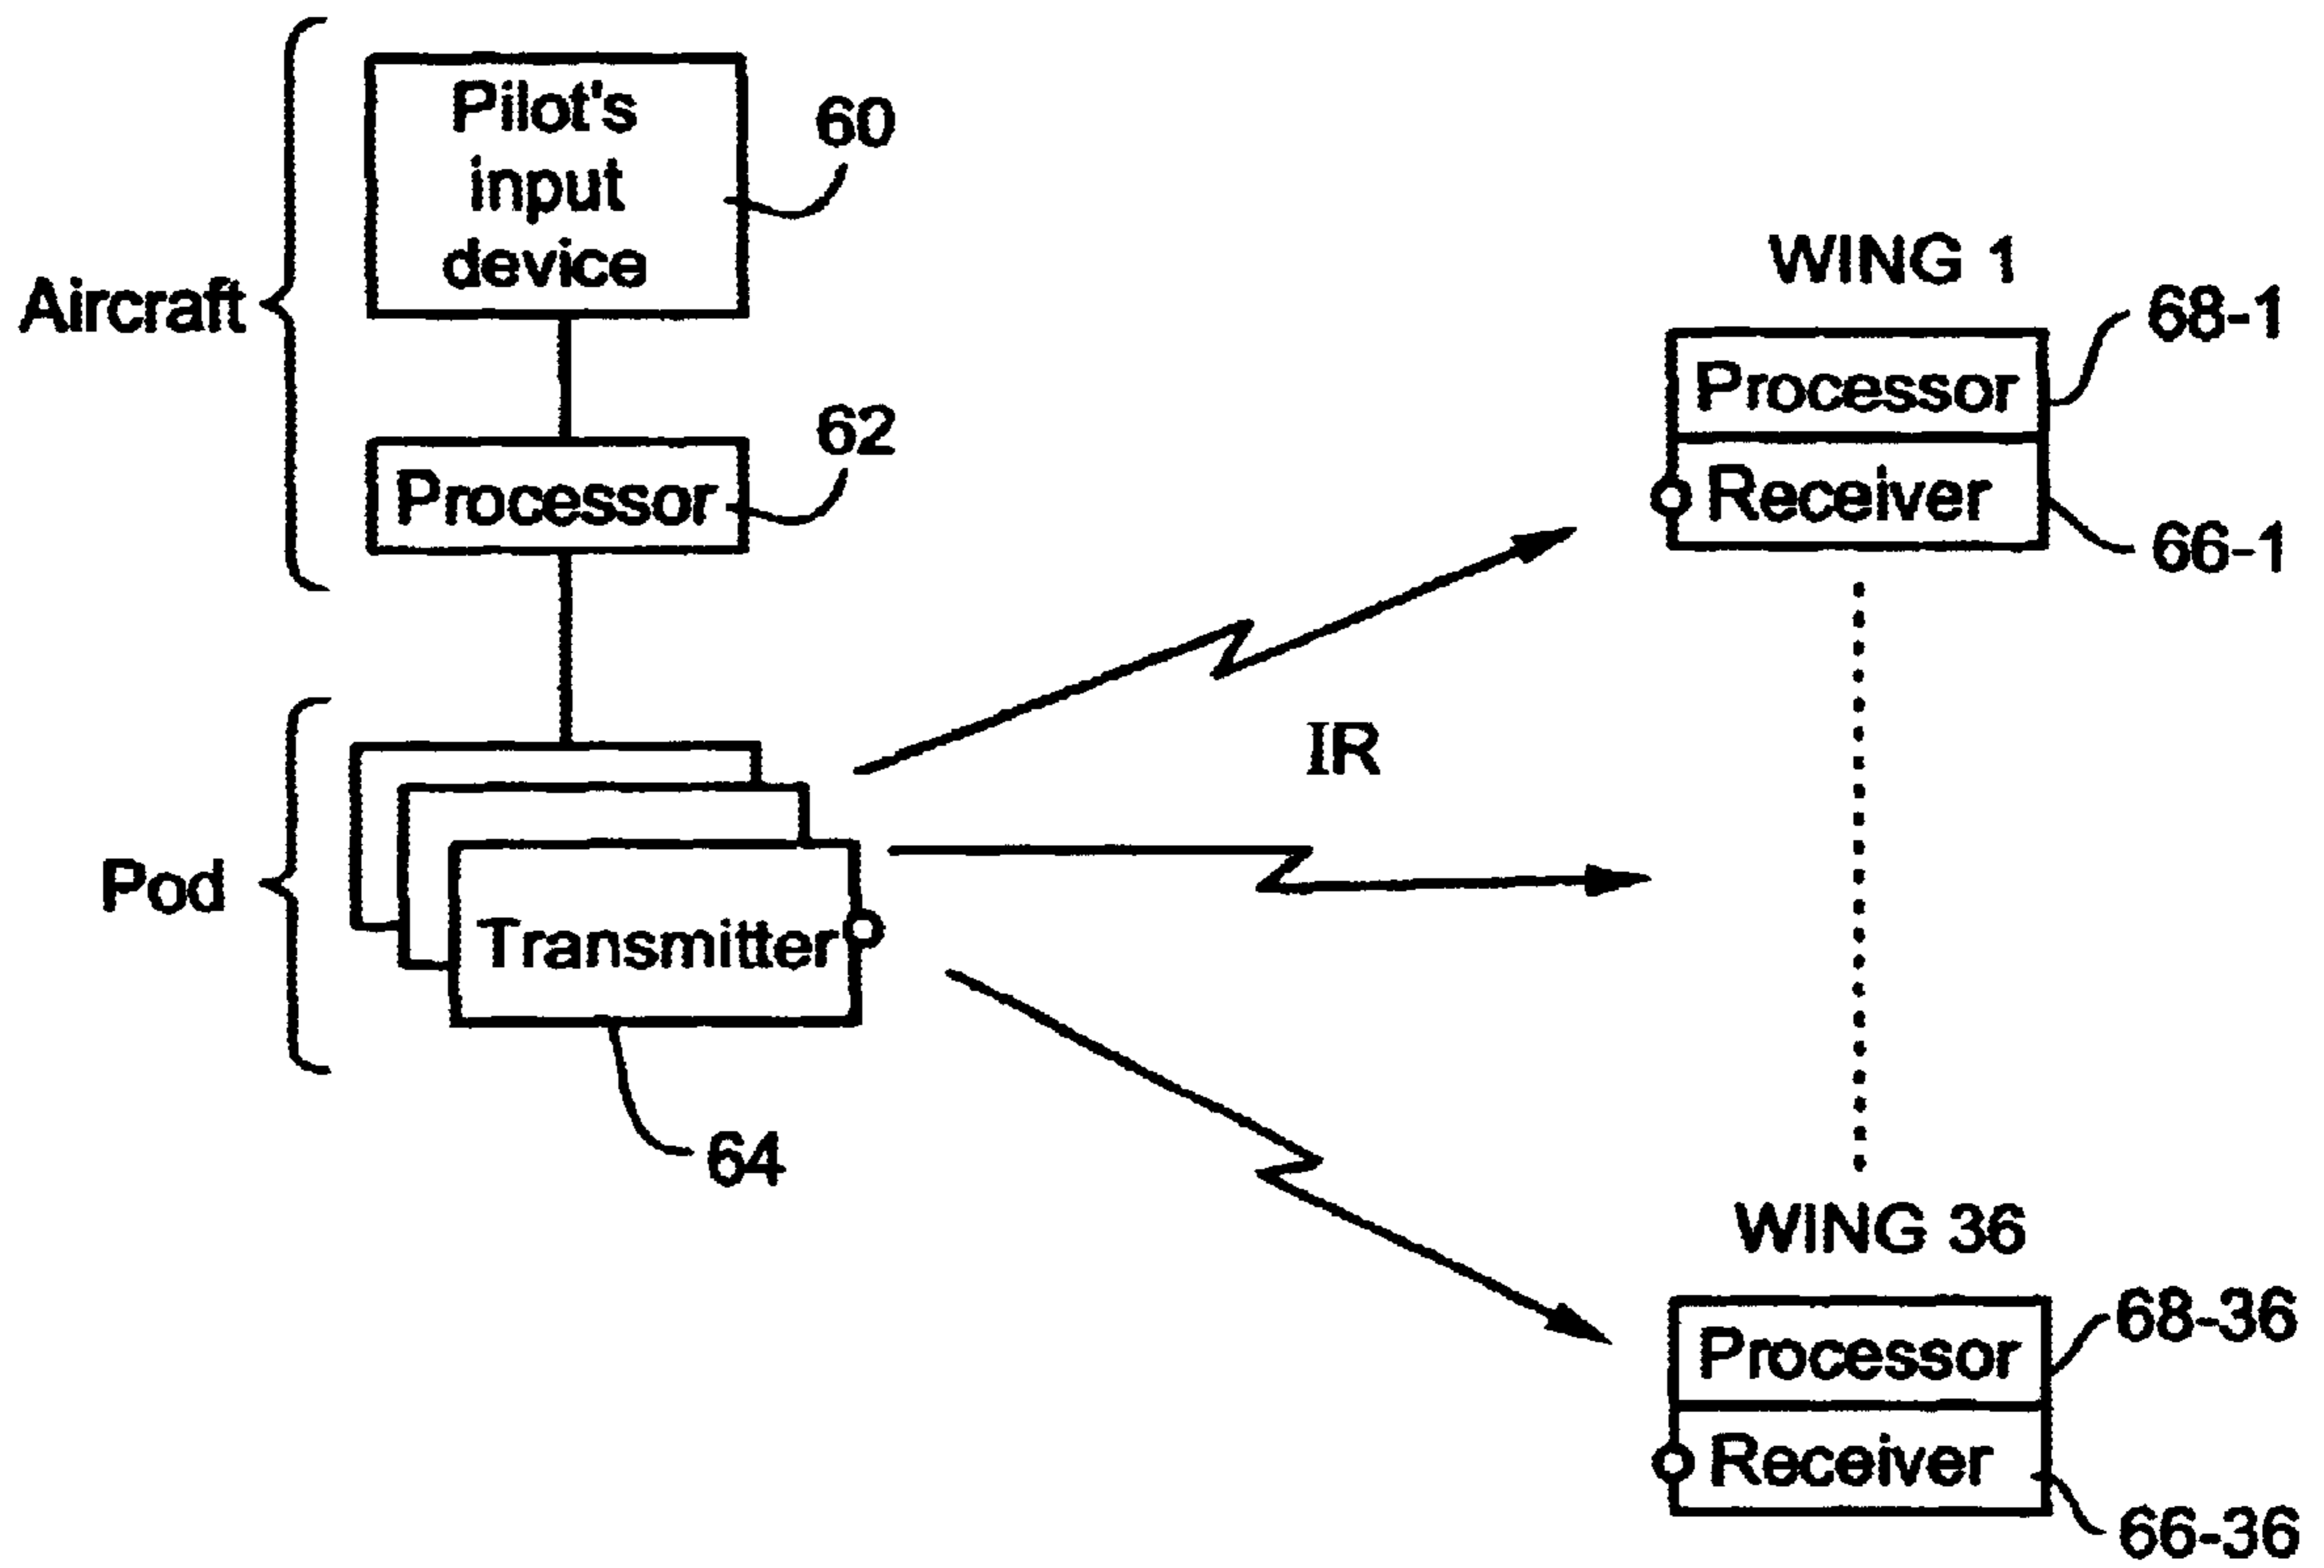 Aircraft
Pilot's
input
device
60
Processor
62
Pod
Transmitter
64
IR
WING 1
Processor
68-1
Receiver
66-1
WING 36
Processor
68-36
Receiver
66-36